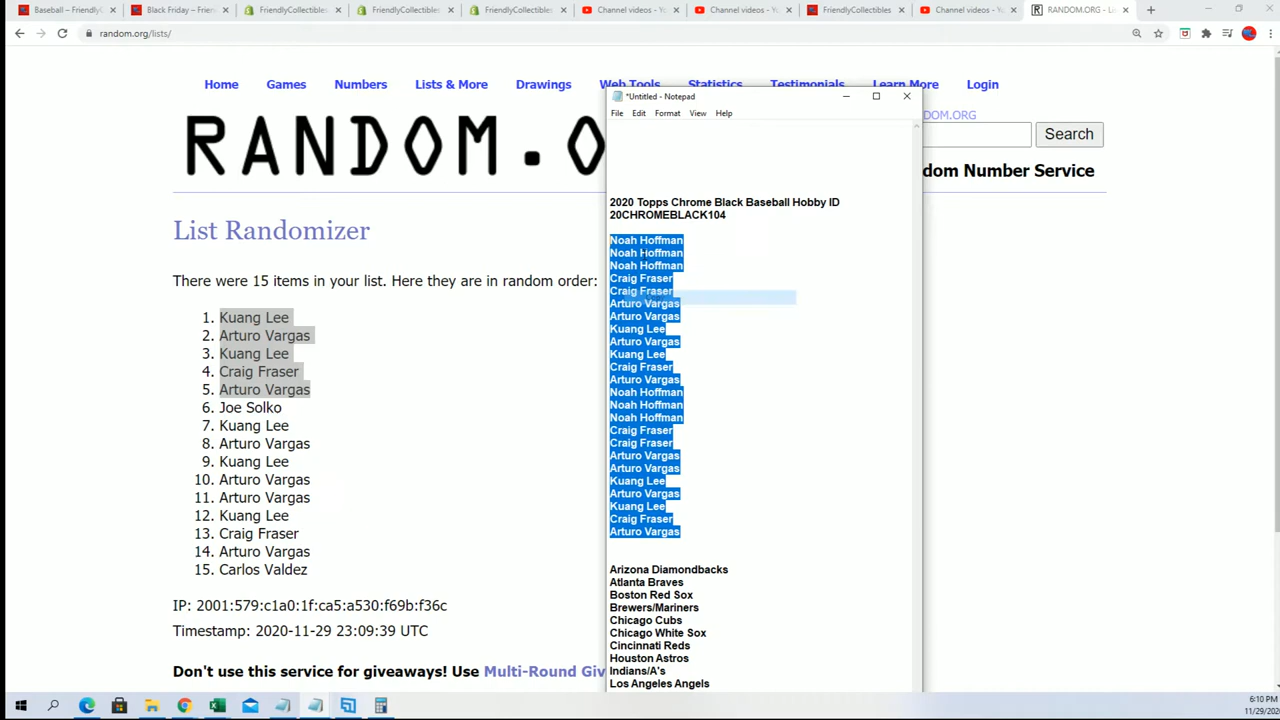 Baseball – FriendlyC
Black Friday – Frien
FriendlyCollectibles
FriendlyCollectibles
FriendlyCollectibles
Channel videos - You
Channel videos - You
FriendlyCollectibles
Channel videos - You
RANDOM.ORG - Li
random.org/lists/
Home Games Numbers Lists & More Drawings Web Tools Statistics Testimonials Learn More Login
*Untitled - Notepad
File Edit Format View Help
DOM.ORG
Search
RANDOM.O
dom Number Service
List Randomizer
There were 15 items in your list. Here they are in random order:
1. Kuang Lee
2. Arturo Vargas
3. Kuang Lee
4. Craig Fraser
5. Arturo Vargas
6. Joe Solko
7. Kuang Lee
8. Arturo Vargas
9. Kuang Lee
10. Arturo Vargas
11. Arturo Vargas
12. Kuang Lee
13. Craig Fraser
14. Arturo Vargas
15. Carlos Valdez
IP: 2001:579:c1a0:1f:ca5:a530:f69b:f36c
Timestamp: 2020-11-29 23:09:39 UTC
Don't use this service for giveaways! Use Multi-Round Giv
2020 Topps Chrome Black Baseball Hobby ID
20CHROMEBLACK104
Noah Hoffman
Noah Hoffman
Noah Hoffman
Craig Fraser
Craig Fraser
Arturo Vargas
Arturo Vargas
Kuang Lee
Arturo Vargas
Kuang Lee
Craig Fraser
Arturo Vargas
Noah Hoffman
Noah Hoffman
Noah Hoffman
Craig Fraser
Craig Fraser
Arturo Vargas
Arturo Vargas
Kuang Lee
Arturo Vargas
Kuang Lee
Craig Fraser
Arturo Vargas
Arizona Diamondbacks
Atlanta Braves
Boston Red Sox
Brewers/Mariners
Chicago Cubs
Chicago White Sox
Cincinnati Reds
Houston Astros
Indians/A's
Los Angeles Angels
6:10 PM
11/29/202